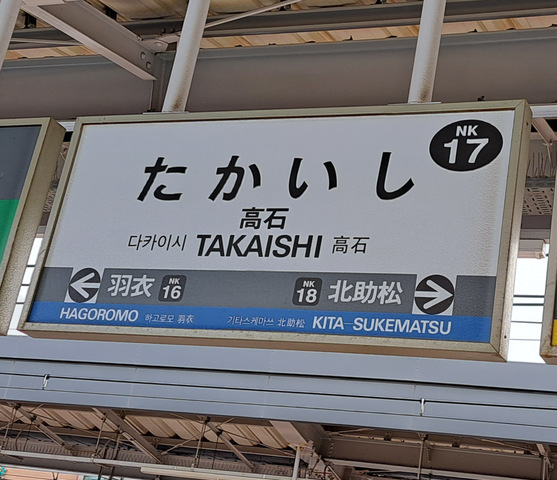 NK
17
たかいし
高石
다카이시 TAKAISHI 高石
羽衣 NK 16 NK 18 北助松
HAGOROMO 하고로모 羽衣 기타스케마쓰 北助松 KITA-SUKEMATSU